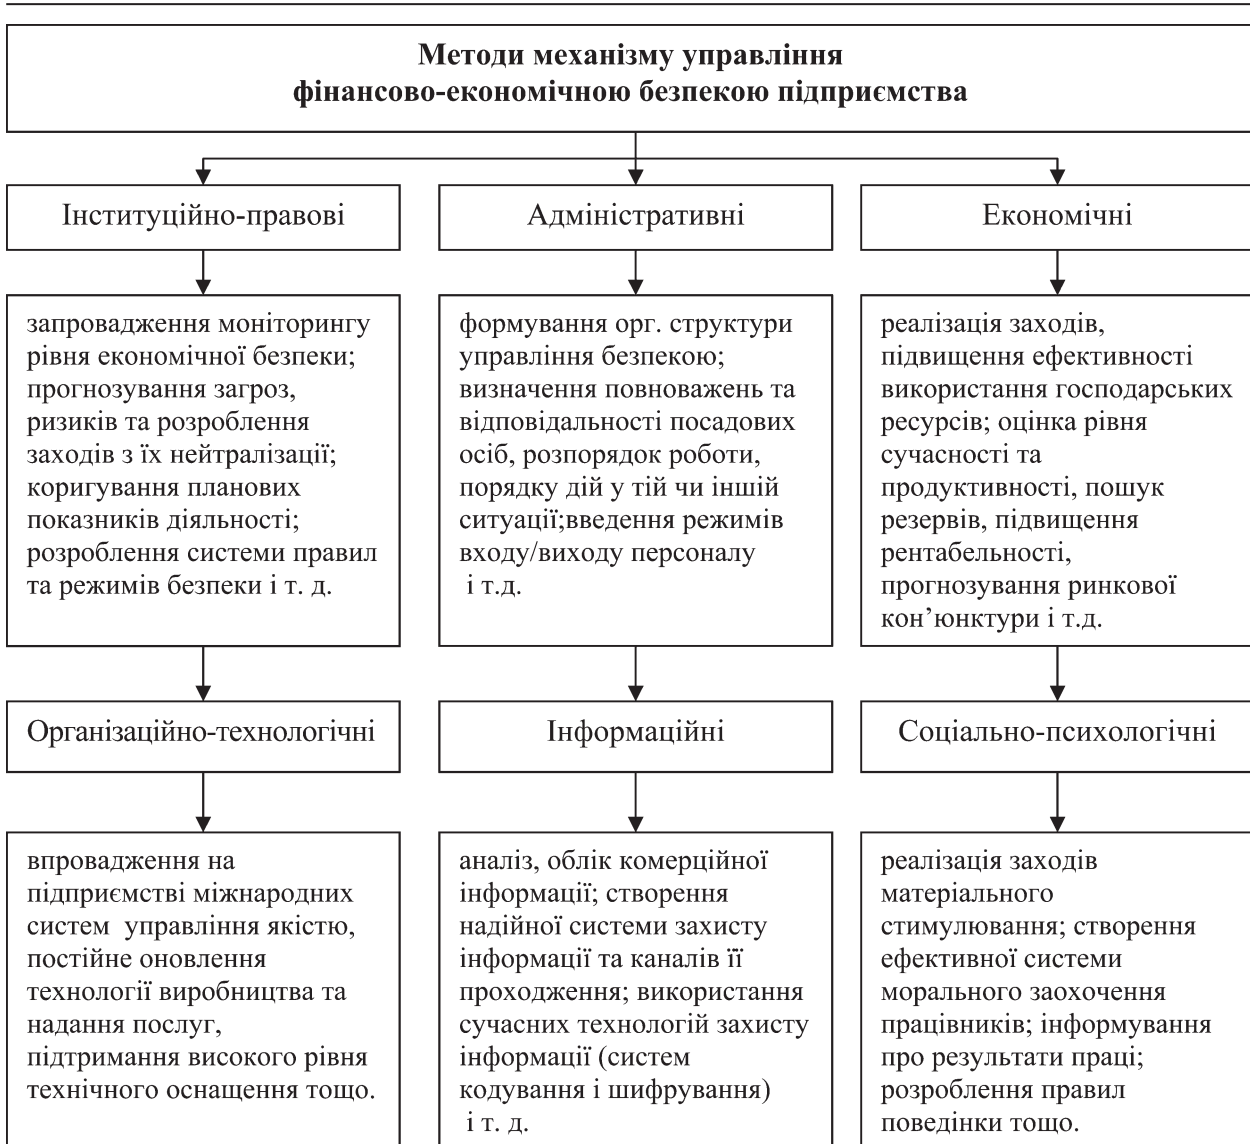 Методи механізму управління
фінансово-економічною безпекою підприємства
Інституційно-правові
Адміністративні
Економічні
запровадження моніторингу
рівня економічної безпеки;
прогнозування загроз,
ризиків та розроблення
заходів з їх нейтралізації;
коригування планових
показників діяльності;
розроблення системи правил
та режимів безпеки і т. д.
формування орг. структури
управління безпекою;
визначення повноважень та
відповідальності посадових
осіб, розпорядок роботи,
порядку дій у тій чи іншій
ситуації;введення режимів
входу/виходу персоналу
і т.д.
реалізація заходів,
підвищення ефективності
використання господарських
ресурсів; оцінка рівня
сучасності та
продуктивності, пошук
резервів, підвищення
рентабельності,
прогнозування ринкової
кон’юнктури і т.д.
Організаційно-технологічні
Інформаційні
Соціально-психологічні
впровадження на
підприємстві міжнародних
систем управління якістю,
постійне оновлення
технології виробництва та
надання послуг,
підтримання високого рівня
технічного оснащення тощо.
аналіз, облік комерційної
інформації; створення
надійної системи захисту
інформації та каналів її
проходження; використання
сучасних технологій захисту
інформації (систем
кодування і шифрування)
і т. д.
реалізація заходів
матеріального
стимулювання; створення
ефективної системи
морального заохочення
працівників; інформування
про результати праці;
розроблення правил
поведінки тощо.